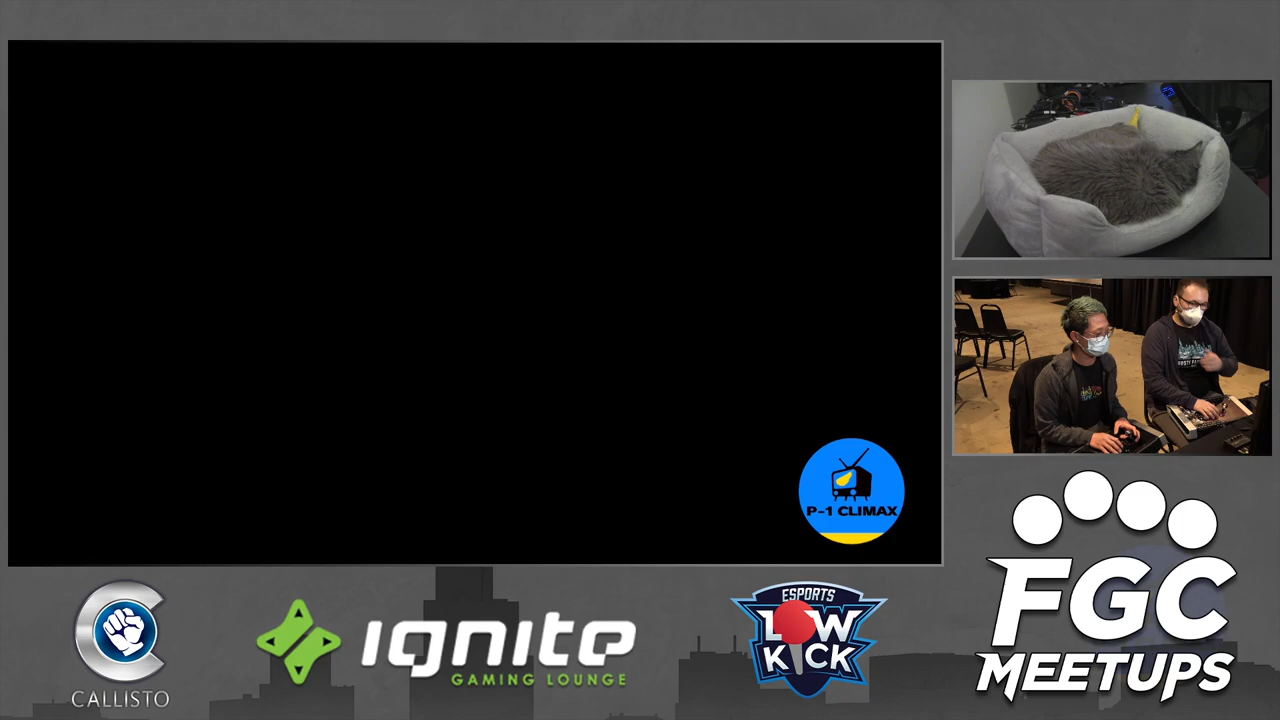 P-1 CLIMAX
CALLISTO
ignite
GAMING LOUNGE
ESPORTS
LOW
KICK
FGC
MEETUPS